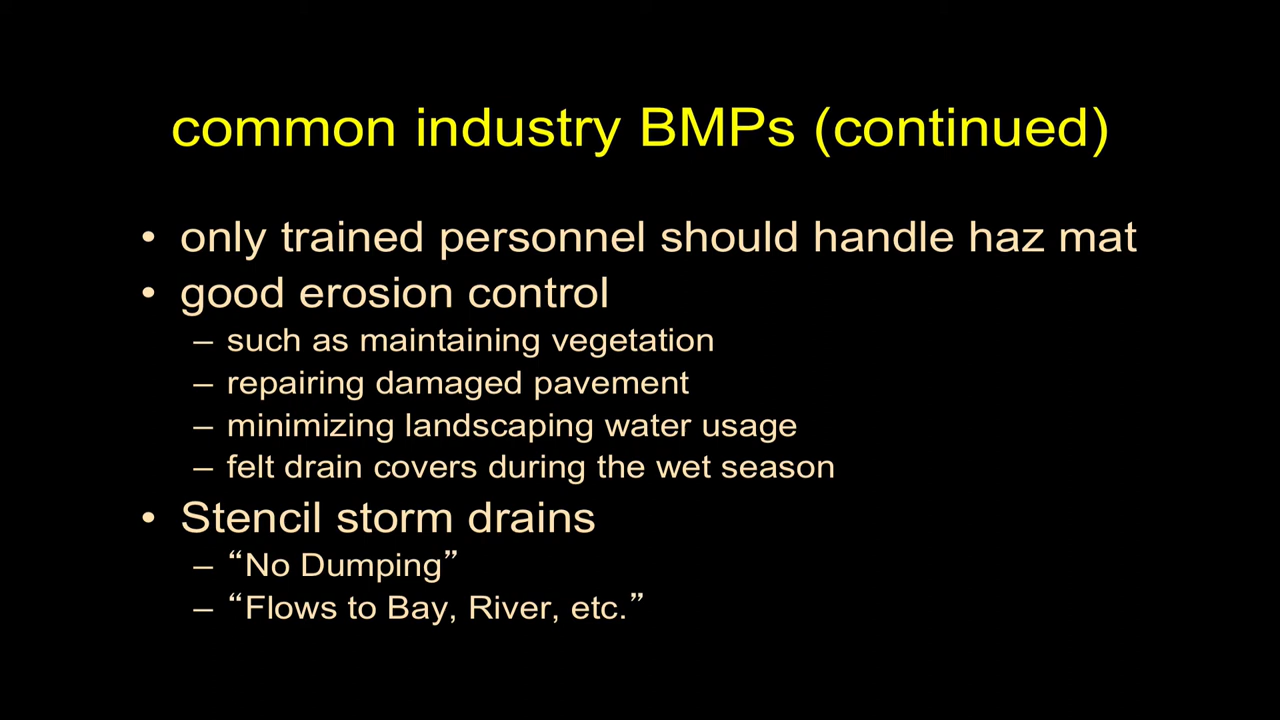 common industry BMPs (continued)
• only trained personnel should handle haz mat
• good erosion control
– such as maintaining vegetation
– repairing damaged pavement
– minimizing landscaping water usage
– felt drain covers during the wet season
• Stencil storm drains
– “No Dumping”
– “Flows to Bay, River, etc.”